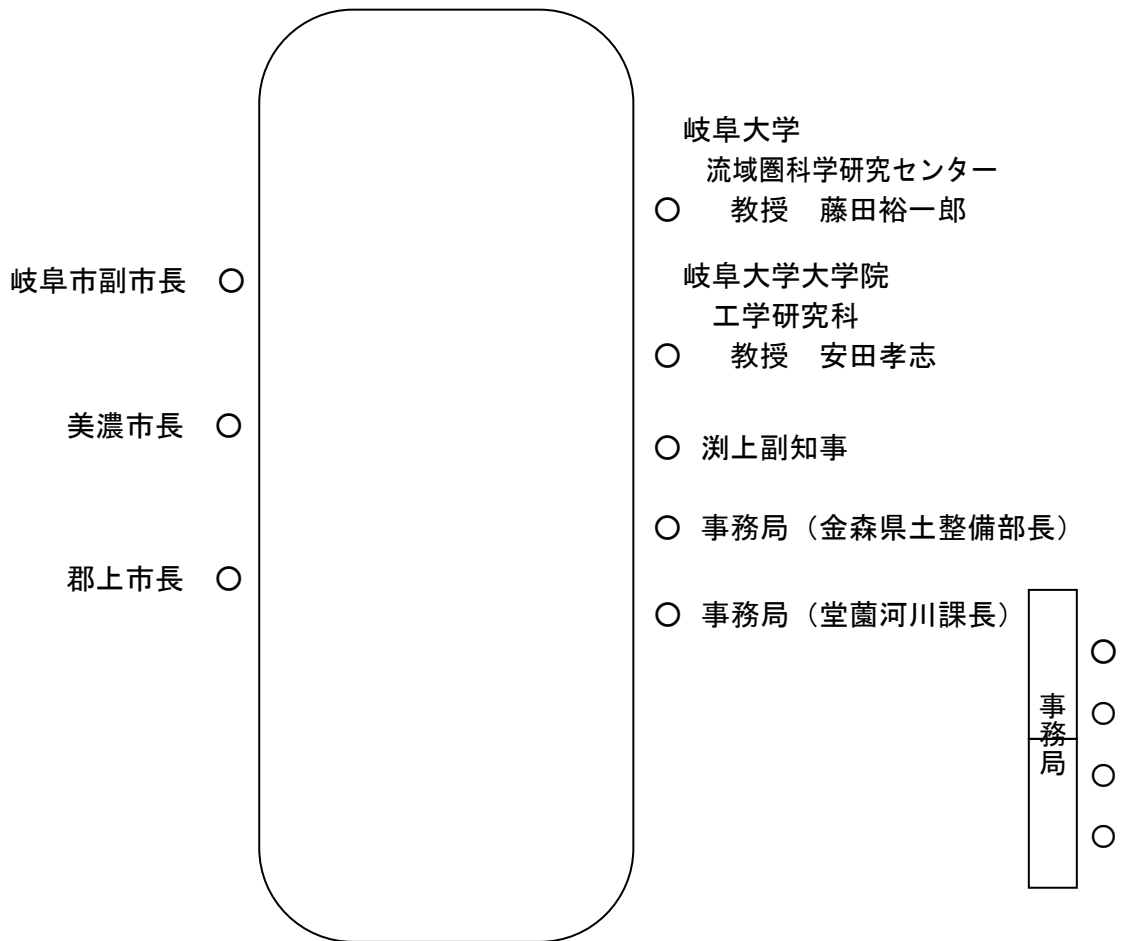 岐阜大学
流域圏科学研究センター
○ 教授 藤田裕一郎
岐阜市副市長 ○
岐阜大学大学院
工学研究科
○ 教授 安田孝志
美濃市長 ○
○ 渕上副知事
○ 事務局（金森県土整備部長）
郡上市長 ○
○ 事務局（堂薗河川課長）
事務局